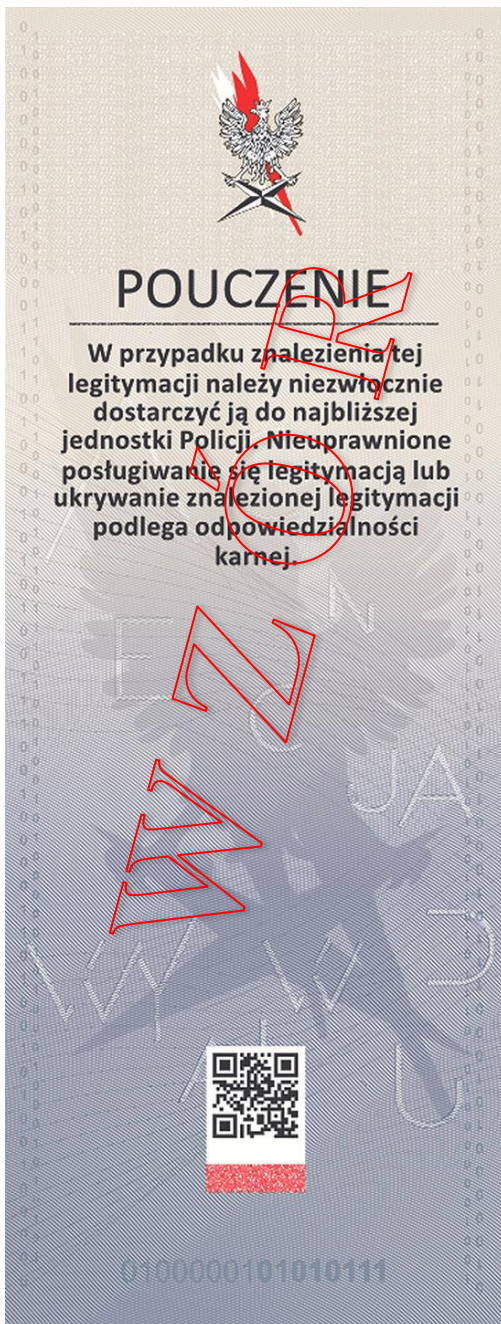 POUCZENIE
W przypadku znalezienia tej
legitymacji należy niezwłocznie
dostarczyć ją do najbliższej
jednostki Policji. Nieuprawnione
posługiwanie się legitymacją lub
ukrywanie znalezionej legitymacji
podlega odpowiedzialności
karnej.
WZÓR
0100000101010111